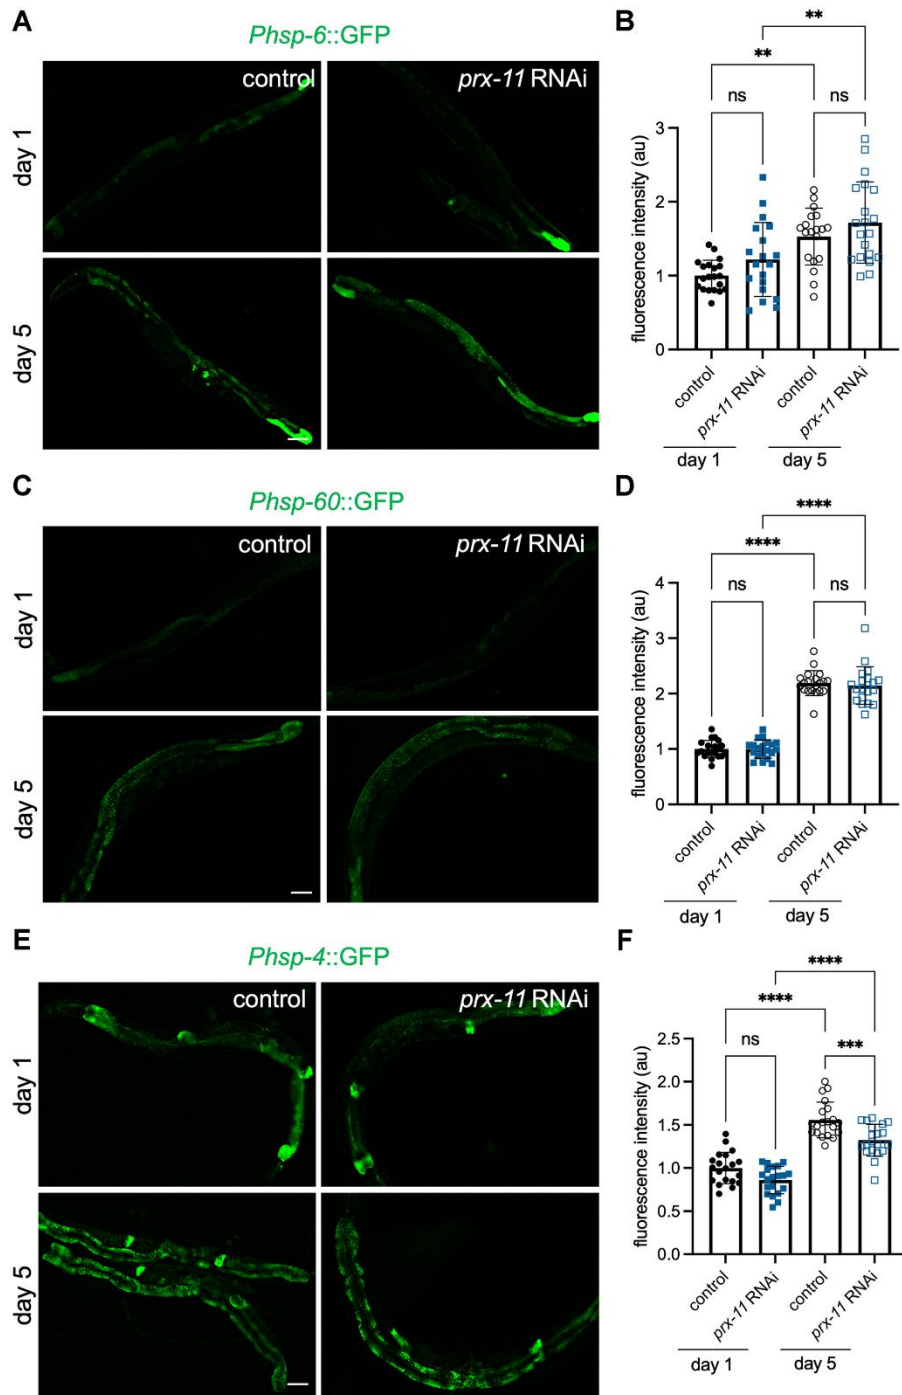 A
Phsp-6::GFP
control
prx-11 RNAi
day 1
day 5
B
**
**
ns
ns
fluorescence intensity (au)
3
2
1
0
control
prx-11 RNAi
control
prx-11 RNAi
day 1
day 5
C
Phsp-60::GFP
control
prx-11 RNAi
day 1
day 5
D
****
****
ns
ns
fluorescence intensity (au)
4
3
2
1
0
control
prx-11 RNAi
control
prx-11 RNAi
day 1
day 5
E
Phsp-4::GFP
control
prx-11 RNAi
day 1
day 5
F
****
****
ns
***
fluorescence intensity (au)
2.5
2.0
1.5
1.0
0.5
0.0
control
prx-11 RNAi
control
prx-11 RNAi
day 1
day 5